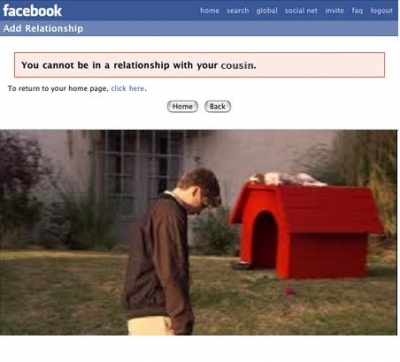 facebook
home search global social net invite faq logout
Add Relationship
You cannot be in a relationship with your cousin.
To return to your home page, click here.
Home Back